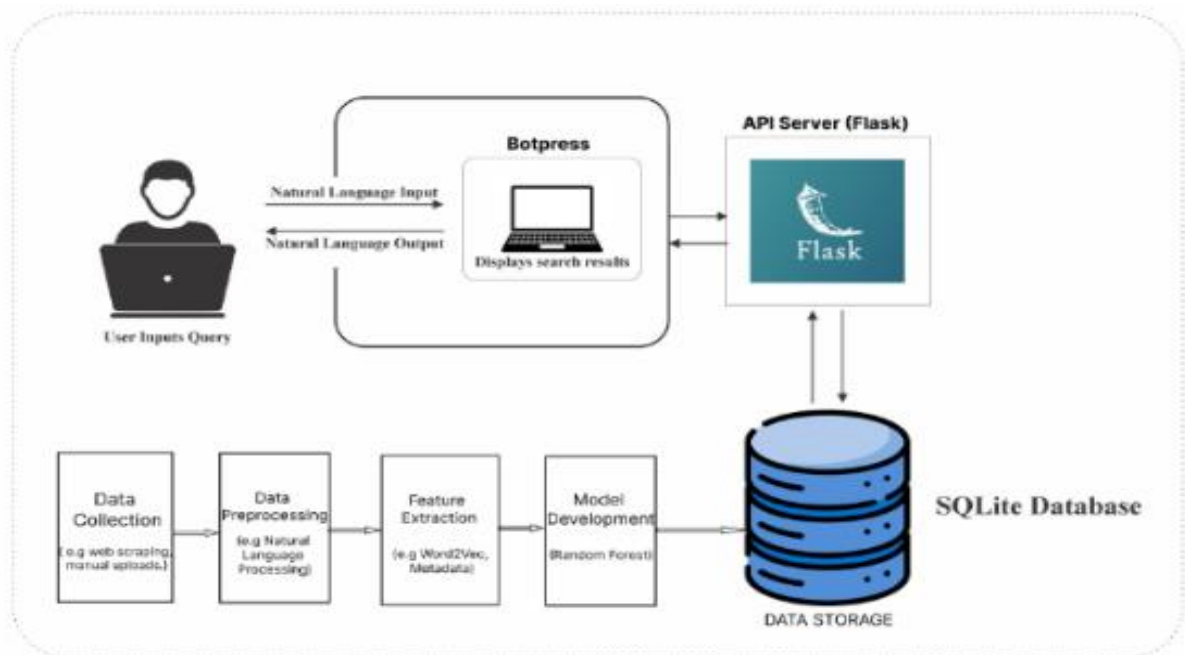 API Server (Flask)
Botpress
Natural Language Input
Natural Language Output
Displays search results
Flask
User Inputs Query
Data
Collection
( e.g web scraping,
manual uploads.)
Data
Preprocessing
(e.g Natural
Language
Processing)
Feature
Extraction
(e.g Word2Vec,
Metadata)
Model
Development
(Random Forest)
SQLite Database
DATA STORAGE